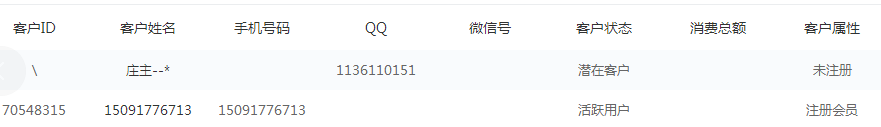 客户ID 客户姓名 手机号码 QQ 微信号 客户状态 消费总额 客户属性
\ 庄主--* 1136110151 潜在客户 未注册
70548315 15091776713 15091776713 活跃用户 注册会员